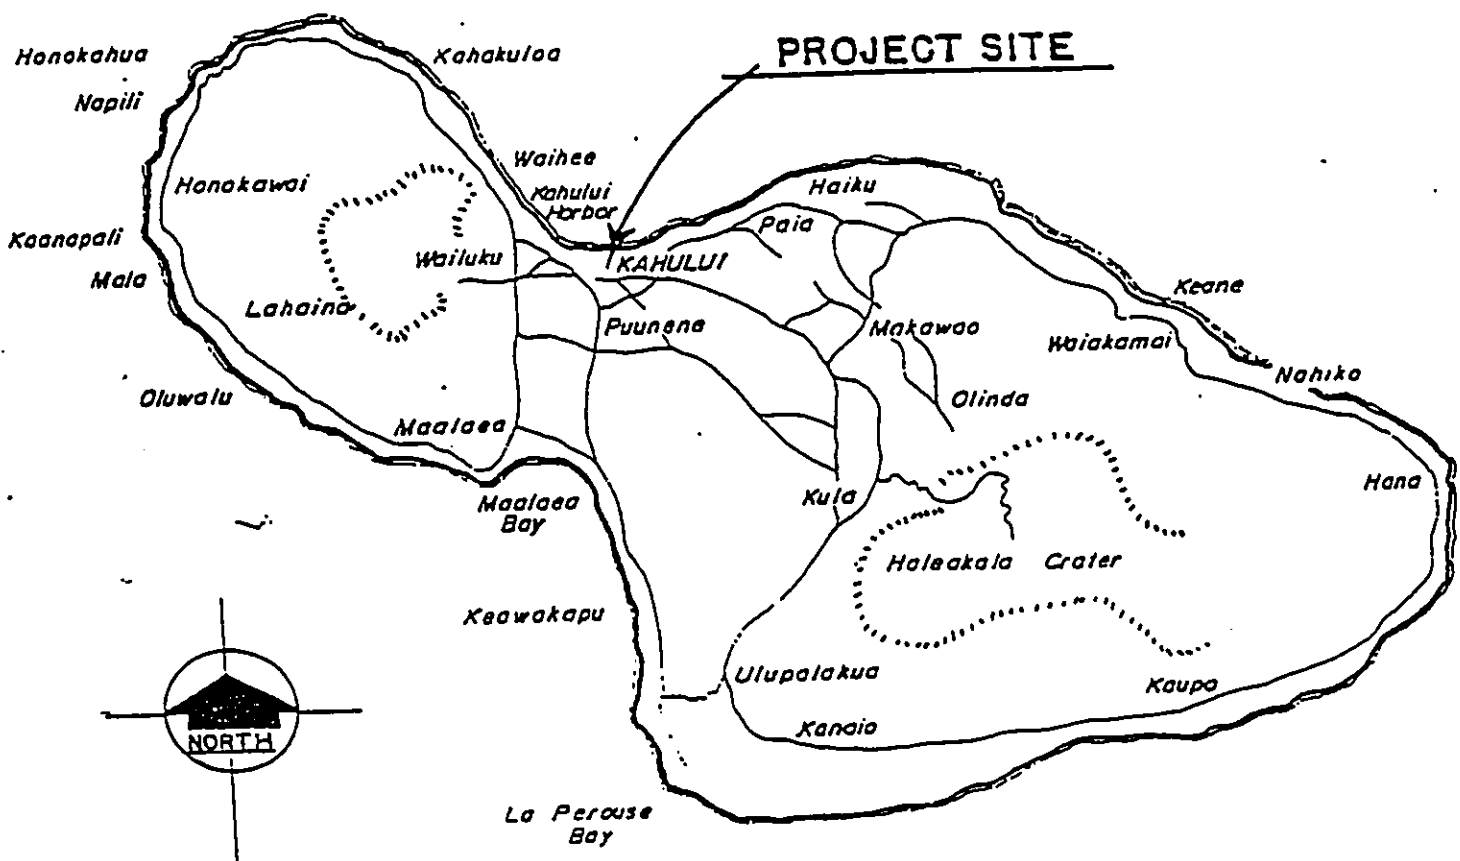 PROJECT SITE
Honokahua
Kahakuloa
Napili
Waihee
Honokawai
Kahului
Harbor
Haiku
Paia
Kaanapali
Wailuku
KAHULUI
Mala
Keane
Lahaina
Puunene
Makawao
Waiakamai
Nahiko
Oluwalu
Olinda
Maalaea
Hana
Maalaea
Bay
Kula
Haleakala Crater
Keawakapu
Ulupalakua
Kaupo
Kanaio
NORTH
La Perouse
Bay